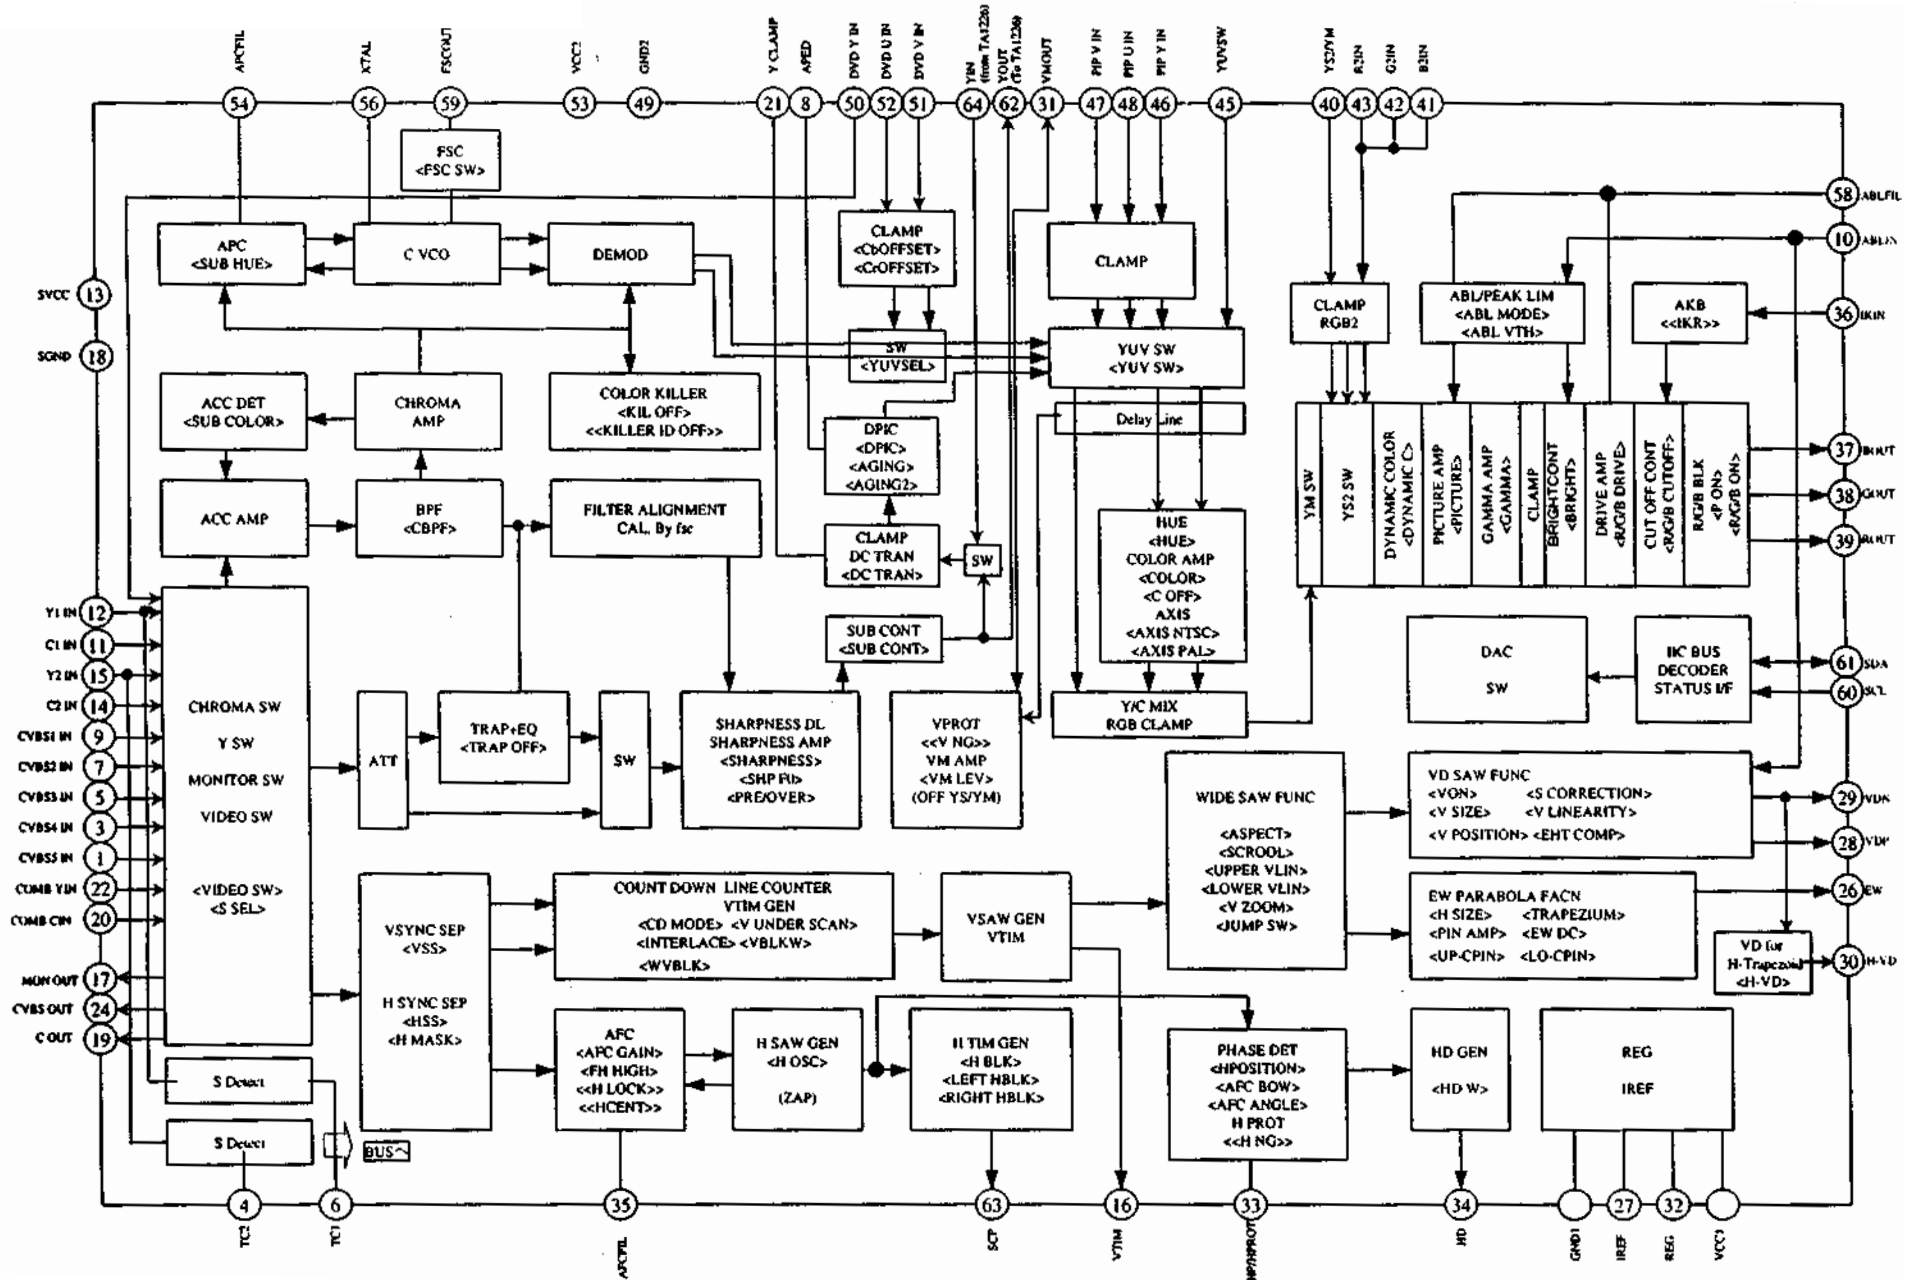 APCFIL
XTAL
FSCOUT
VCC2
GND2
Y CLAMP
APED
DVD Y IN
DVD U IN
DVD V IN
YIN
(from TA1226)
YOUT
(To TA1226)
VMOUT
PIP V IN
PIP U IN
PIP Y IN
YUVSW
YS2/YM
R2IN
G2IN
B2IN
54
56
59
53
49
21
8
50
52
51
64
62
31
47
48
46
45
40
43
42
41
FSC
<FSC SW>
58
ABLFIL
10
ABLIN
APC
<SUB HUE>
C VCO
DEMOD
CLAMP
<CbOFFSET>
<CrOFFSET>
CLAMP
SVCC
13
SGND
18
CLAMP
RGB2
ABL/PEAK LIM
<ABL MODE>
<ABL VTH>
AKB
<<IKR>>
36
IKIN
SW
<YUVSEL>
YUV SW
<YUV SW>
ACC DET
<SUB COLOR>
CHROMA
AMP
COLOR KILLER
<KIL OFF>
<<KILLER ID OFF>>
Delay Line
DPIC
<DPIC>
<AGING>
<AGING2>
YM SW
YS2 SW
DYNAMIC COLOR
<DYNAMIC C>
PICTURE AMP
<PICTURE>
GAMMA AMP
<GAMMA>
CLAMP
BRIGHTCONT
<BRIGHT>
DRIVE AMP
<R/G/B DRIVE>
CUT OFF CONT
<R/G/B CUTOFF>
R/G/B BLK
<P ON>
<R/G/B ON>
37
BOUT
38
GOUT
39
ROUT
ACC AMP
BPF
<CBPF>
FILTER ALIGNMENT
CAL. By fsc
CLAMP
DC TRAN
<DC TRAN>
SW
HUE
<HUE>
COLOR AMP
<COLOR>
<C OFF>
AXIS
<AXIS NTSC>
<AXIS PAL>
SUB CONT
<SUB CONT>
DAC
SW
IIC BUS
DECODER
STATUS I/F
61
SDA
60
SCL
Y1 IN
12
C1 IN
11
Y2 IN
15
C2 IN
14
CVBS1 IN
9
CVBS2 IN
7
CVBS3 IN
5
CVBS4 IN
3
CVBS5 IN
1
COMB YIN
22
COMB CIN
20
MON OUT
17
CVBS OUT
24
C OUT
19
CHROMA SW
Y SW
MONITOR SW
VIDEO SW
<VIDEO SW>
<S SEL>
ATT
TRAP+EQ
<TRAP OFF>
SW
SHARPNESS DL
SHARPNESS AMP
<SHARPNESS>
<SHP F0>
<PRE/OVER>
VPROT
<<V NG>>
VM AMP
<VM LEV>
(OFF YS/YM)
Y/C MIX
RGB CLAMP
WIDE SAW FUNC
<ASPECT>
<SCROOL>
<UPPER VLIN>
<LOWER VLIN>
<V ZOOM>
<JUMP SW>
VD SAW FUNC
<VON> <S CORRECTION>
<V SIZE> <V LINEARITY>
<V POSITION> <EHT COMP>
29
VDN
28
VDP
EW PARABOLA FACN
<H SIZE> <TRAPEZIUM>
<PIN AMP> <EW DC>
<UP-CPIN> <LO-CPIN>
26
EW
VD for
H-Trapezoid
<H-VD>
30
H-VD
VSYNC SEP
<VSS>
H SYNC SEP
<HSS>
<H MASK>
COUNT DOWN LINE COUNTER
VTIM GEN
<CD MODE> <V UNDER SCAN>
<INTERLACE> <VBLKW>
<WVBLK>
VSAW GEN
VTIM
AFC
<AFC GAIN>
<FH HIGH>
<<H LOCK>>
<<HCENT>>
H SAW GEN
<H OSC>
(ZAP)
H TIM GEN
<H BLK>
<LEFT HBLK>
<RIGHT HBLK>
PHASE DET
<HPOSITION>
<AFC BOW>
<AFC ANGLE>
H PROT
<<H NG>>
HD GEN
<HD W>
REG
IREF
S Detect
S Detect
BUS
4
6
35
63
16
33
34
27
32
TC2
TC1
AFCFIL
SCP
VTIM
HP/HPROT
HD
GND1
IREF
REG
VCC1